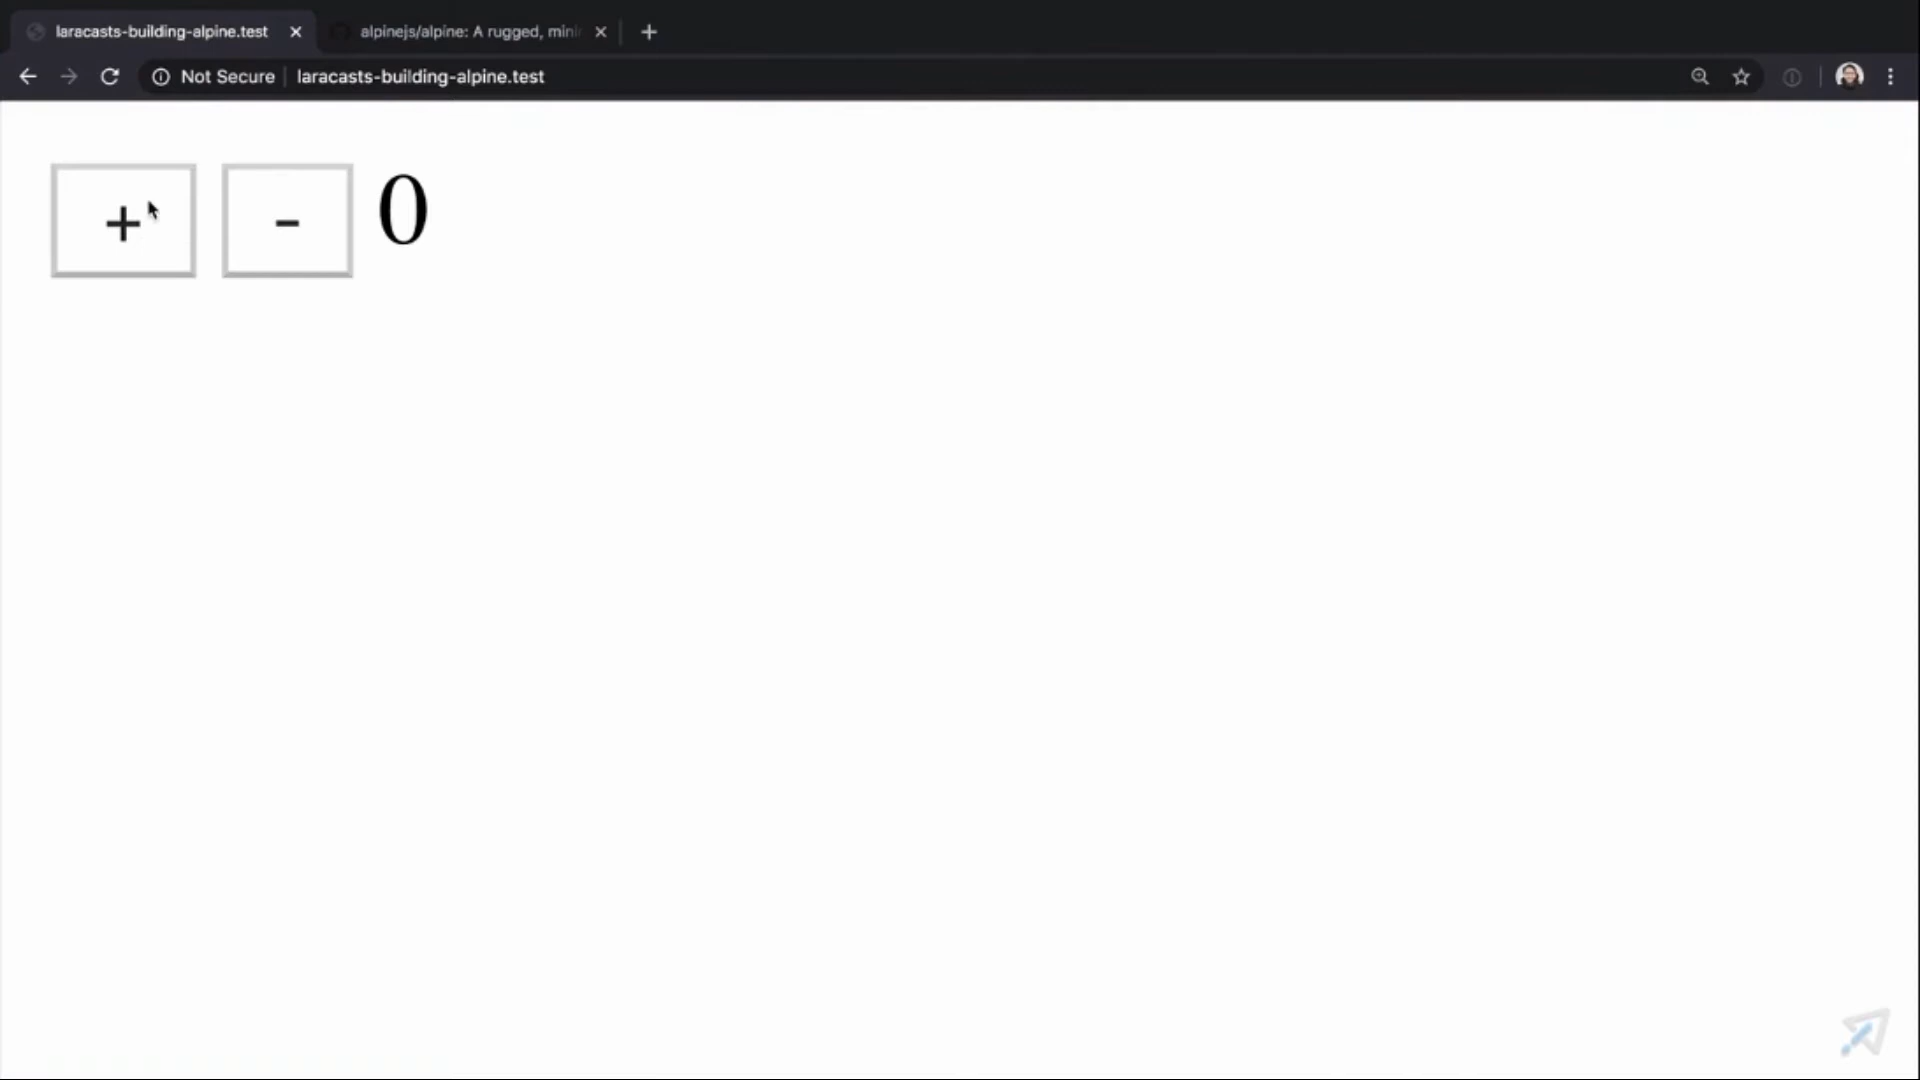 laracasts-building-alpine.test
alpinejs/alpine: A rugged, mini
Not Secure
laracasts-building-alpine.test
+ - 0